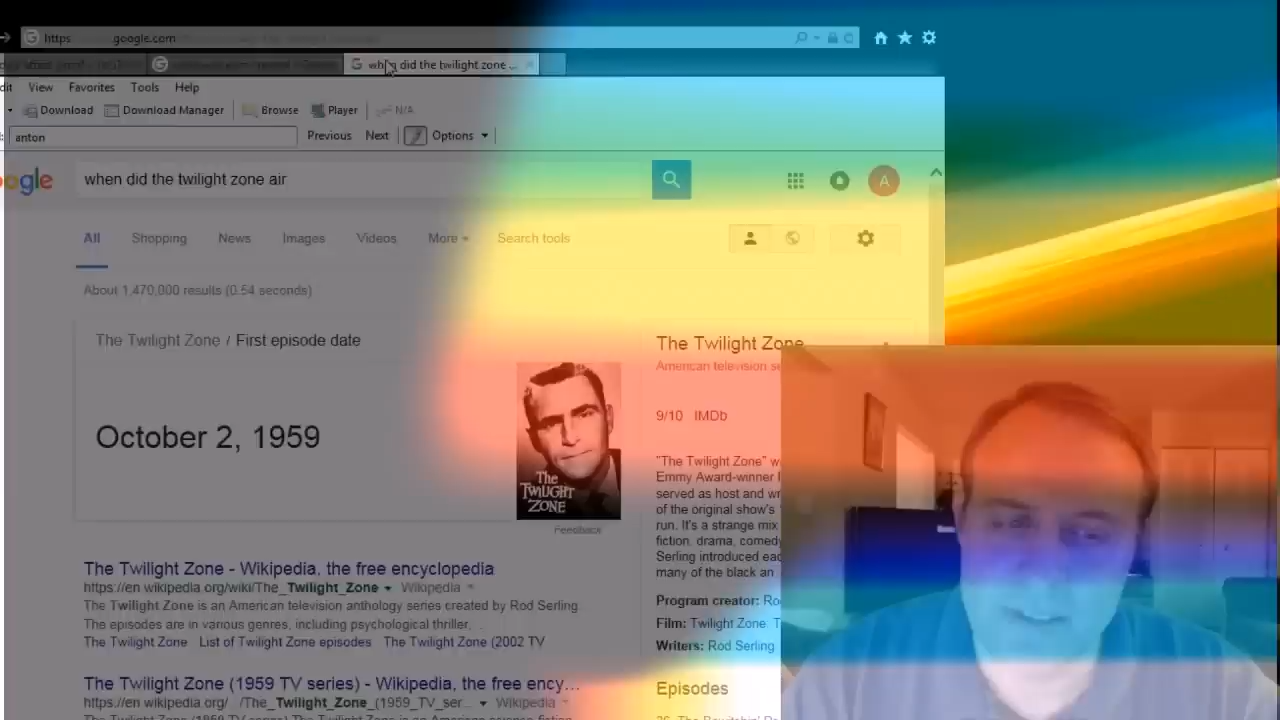 https google.com
when did the twilight zone ...
View Favorites Tools Help
Download Download Manager Browse Player N/A
anton Previous Next Options
when did the twilight zone air
A
All Shopping News Images Videos More Search tools
About 1,470,000 results (0.54 seconds)
The Twilight Zone / First episode date
October 2, 1959
The
TWILIGHT
ZONE
Feedback
The Twilight Zone - Wikipedia, the free encyclopedia
https://en.wikipedia.org/wiki/The_Twilight_Zone Wikipedia
The Twilight Zone is an American television anthology series created by Rod Serling
The episodes are in various genres, including psychological thriller,
The Twilight Zone List of Twilight Zone episodes The Twilight Zone (2002 TV
The Twilight Zone (1959 TV series) - Wikipedia, the free ency...
https://en.wikipedia.org/ /The_Twilight_Zone_(1959_TV_ser... Wikipedia
The Twilight Zone
American television
9/10 IMDb
"The Twilight Zone"
Emmy Award-winner
served as host and
of the original show's
run. It's a strange mix
fiction, drama, comedy
Serling introduced
many of the black an
Program creator:
Film: Twilight Zone
Writers: Rod Serling
Episodes